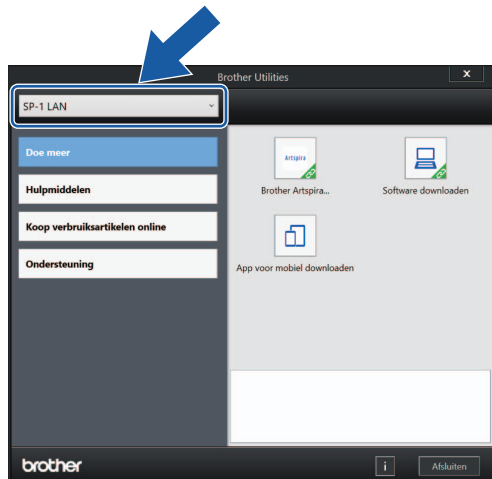 Brother Utilities
X
SP-1 LAN
Doe meer
Hulpmiddelen
Koop verbruiksartikelen online
Ondersteuning
Artspira
Brother Artspira...
Software downloaden
App voor mobiel downloaden
brother
i
Afsluiten